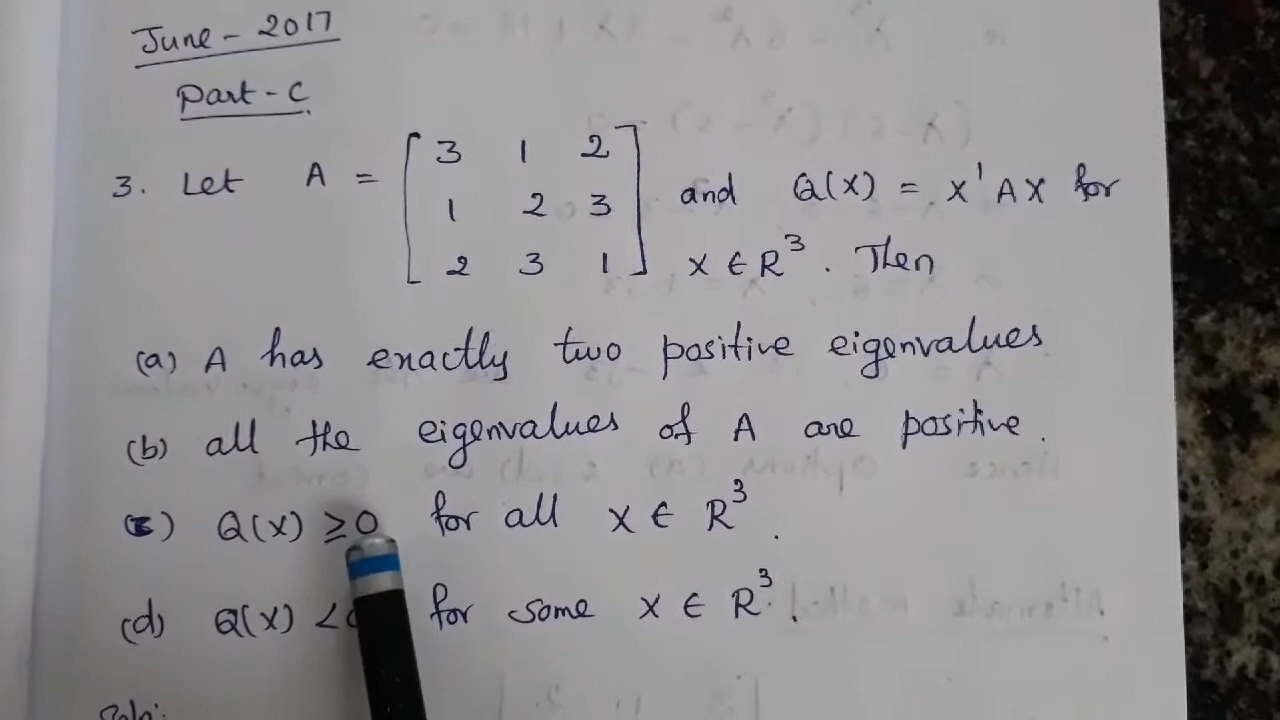 June - 2017
Part - C
3. Let A = [ 3 1 2 and Q(X) = X' A X for
1 2 3
2 3 1 ] X ∈ R³. Then
(a) A has exactly two positive eigenvalues
(b) all the eigenvalues of A are positive.
(c) Q(X) ≥ 0 for all X ∈ R³.
(d) Q(X) < for some X ∈ R³.